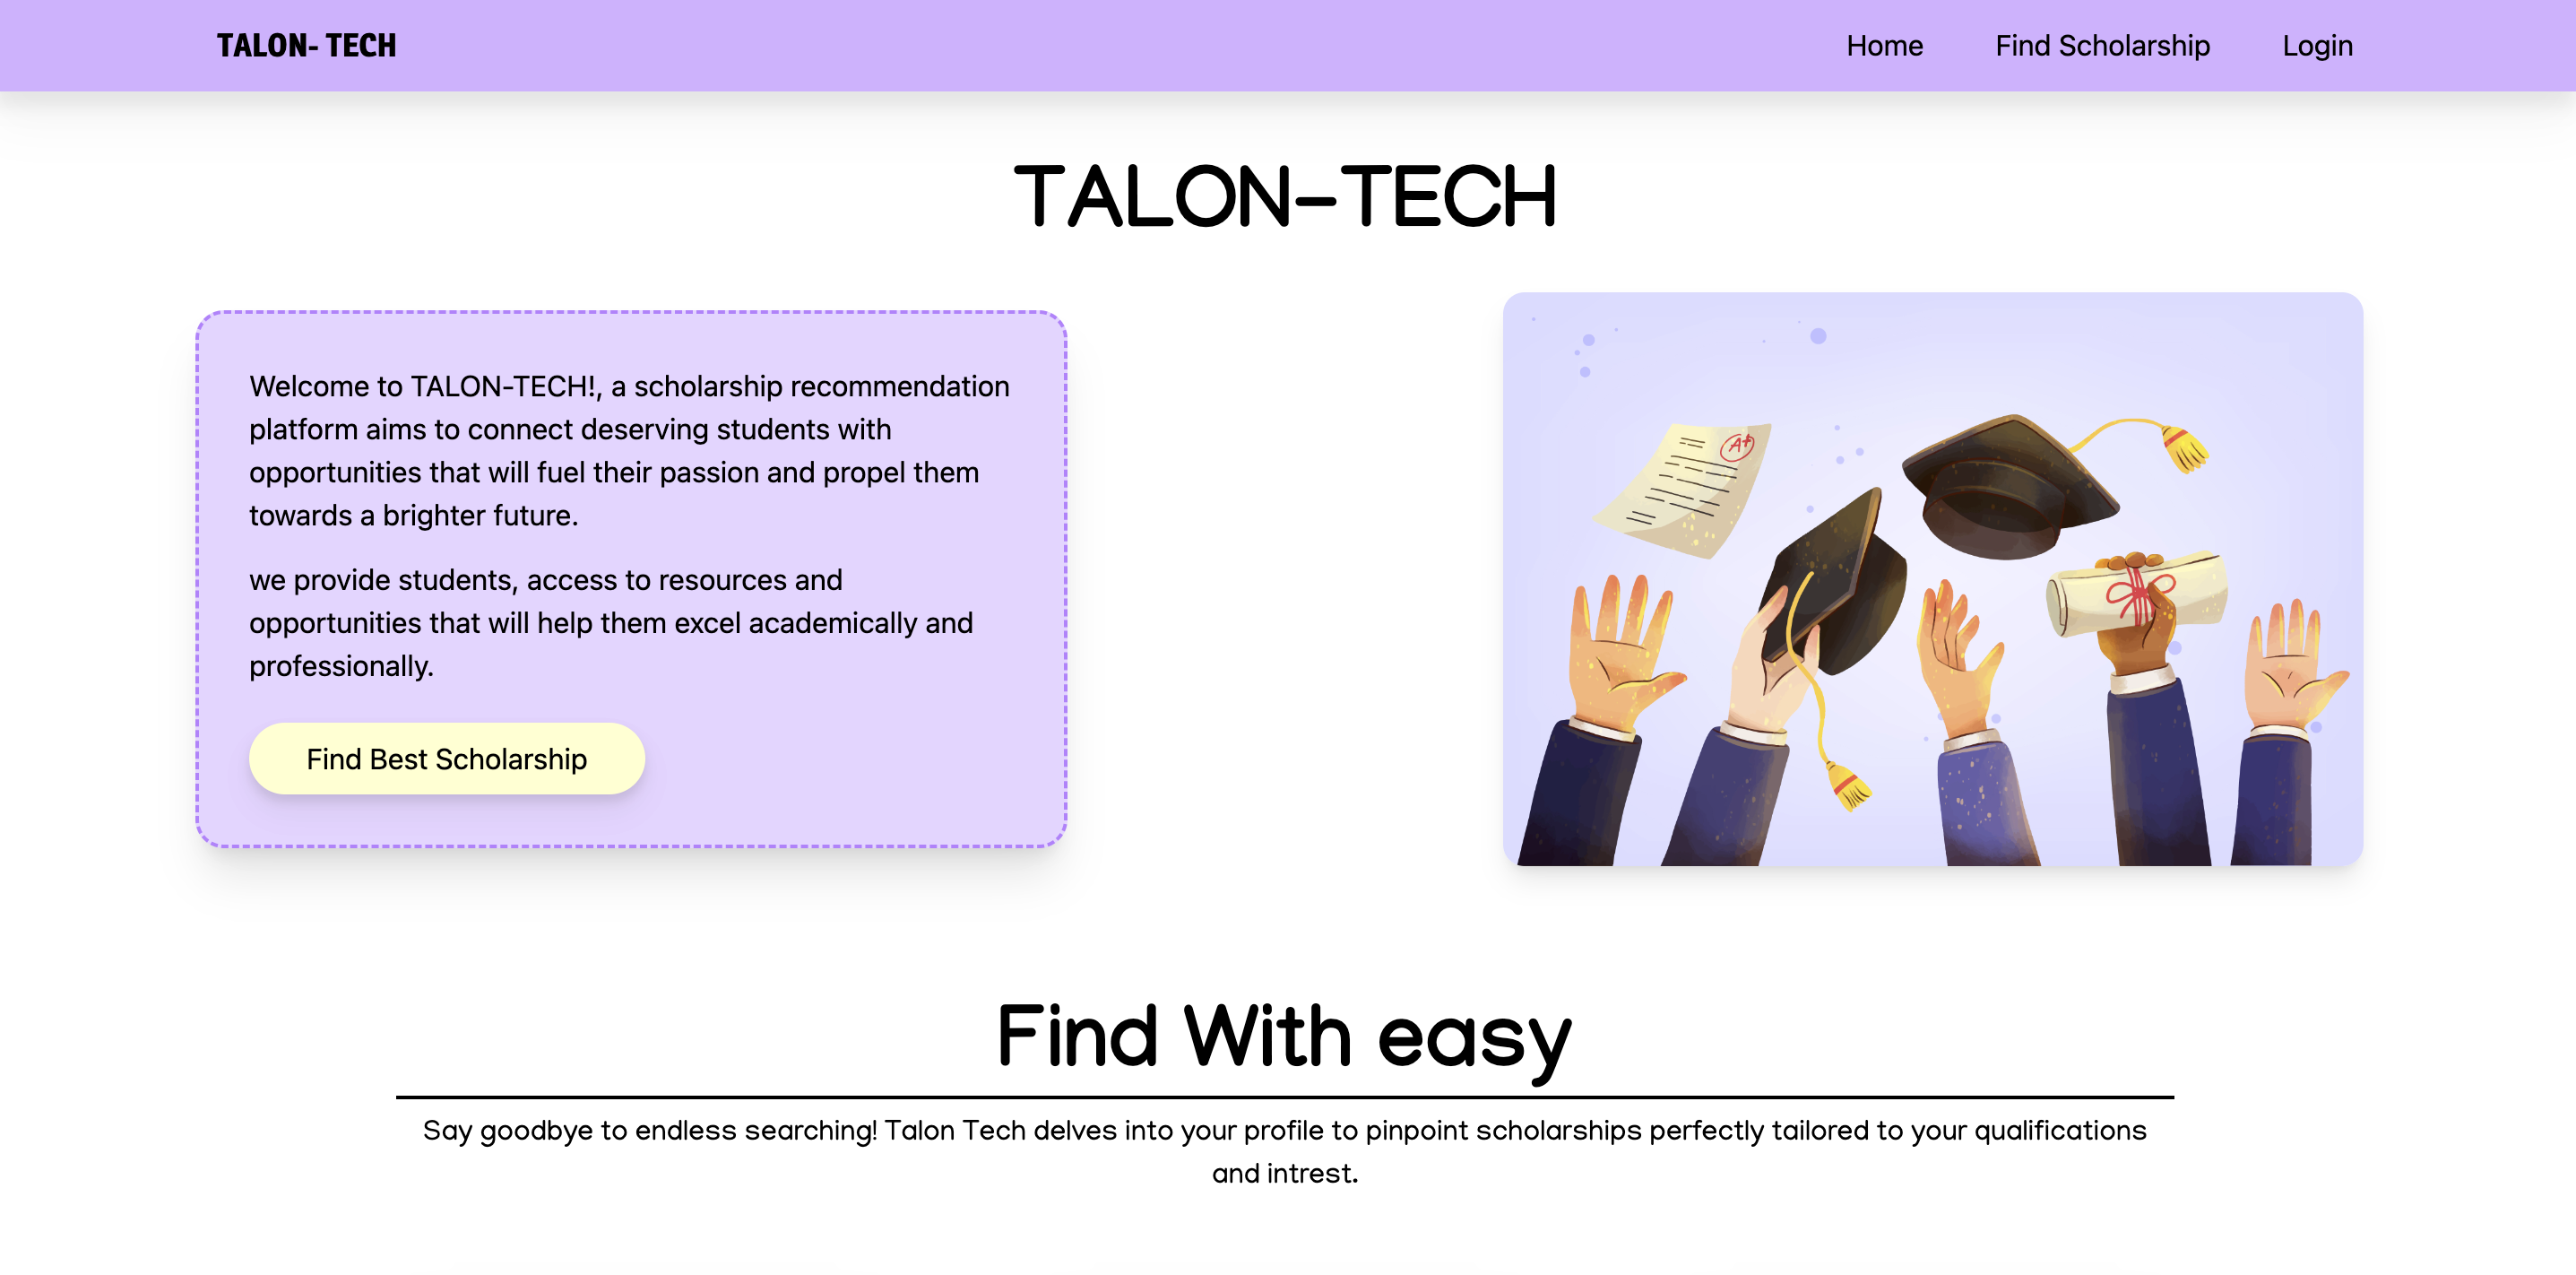 TALON- TECH
Home
Find Scholarship
Login
TALON-TECH
Welcome to TALON-TECH!, a scholarship recommendation
platform aims to connect deserving students with
opportunities that will fuel their passion and propel them
towards a brighter future.
we provide students, access to resources and
opportunities that will help them excel academically and
professionally.
Find Best Scholarship
A+
Find With easy
Say goodbye to endless searching! Talon Tech delves into your profile to pinpoint scholarships perfectly tailored to your qualifications
and intrest.